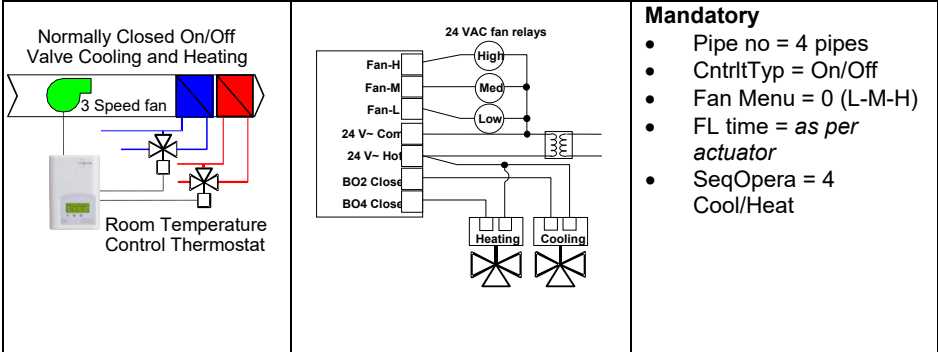 Normally Closed On/Off
Valve Cooling and Heating
3 Speed fan
Room Temperature
Control Thermostat
24 VAC fan relays
Fan-H
High
Fan-M
Med
Fan-L
Low
24 V~ Com
24 V~ Hot
BO2 Close
BO4 Close
Heating
Cooling
Mandatory
• Pipe no = 4 pipes
• CntrltTyp = On/Off
• Fan Menu = 0 (L-M-H)
• FL time = as per
actuator
• SeqOpera = 4
Cool/Heat